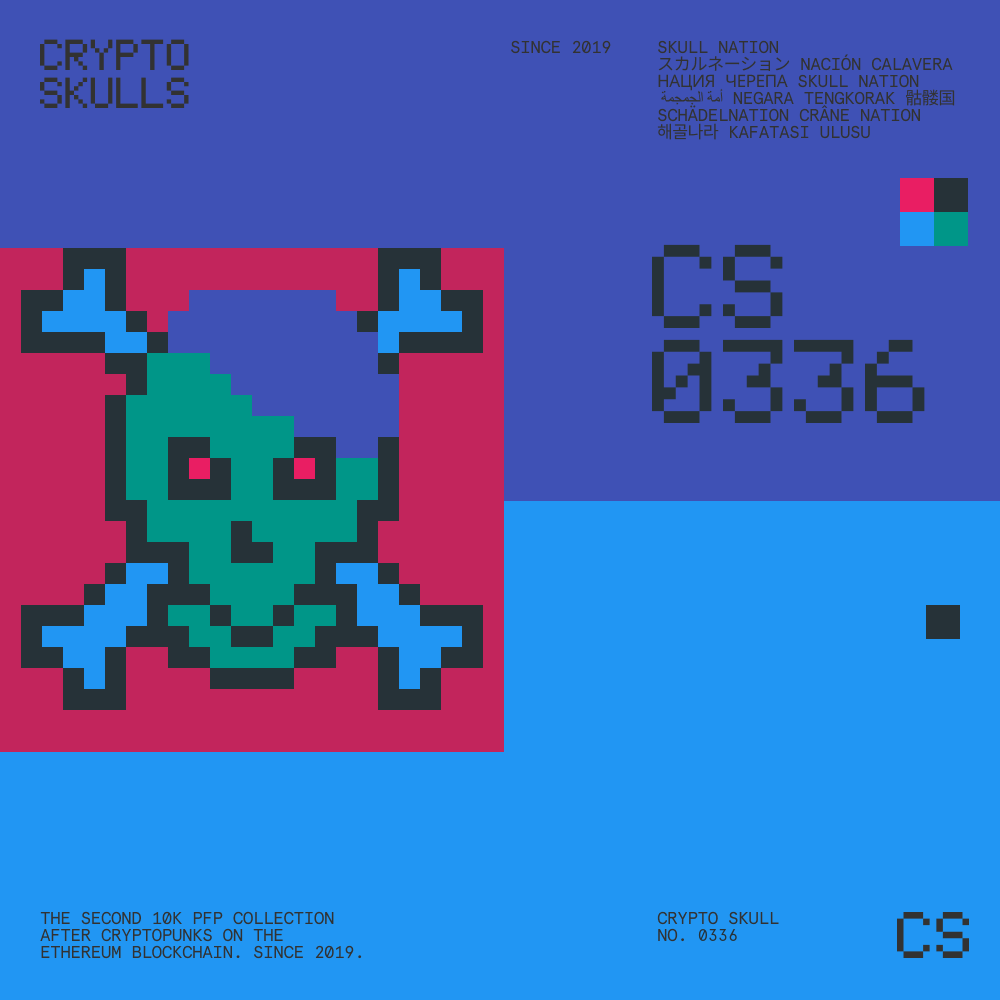 CRYPTO
SKULLS
SINCE 2019
SKULL NATION
スカルネーション NACIÓN CALAVERA
НАЦИЯ ЧЕРЕПА SKULL NATION
أمة الجمجمة NEGARA TENGKORAK 骷髅国
SCHÄDELNATION CRÂNE NATION
해골나라 KAFATASI ULUSU
CS
0336
THE SECOND 10K PFP COLLECTION
AFTER CRYPTOPUNKS ON THE
ETHEREUM BLOCKCHAIN. SINCE 2019.
CRYPTO SKULL
NO. 0336
CS